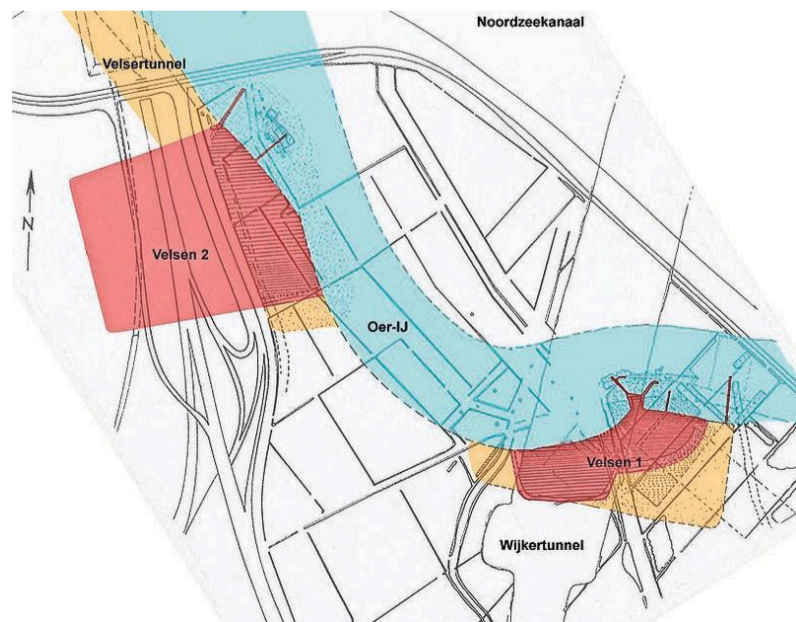 Noordzeekanaal
Velsertunnel
N
Velsen 2
Oer-IJ
Velsen 1
Wijkertunnel